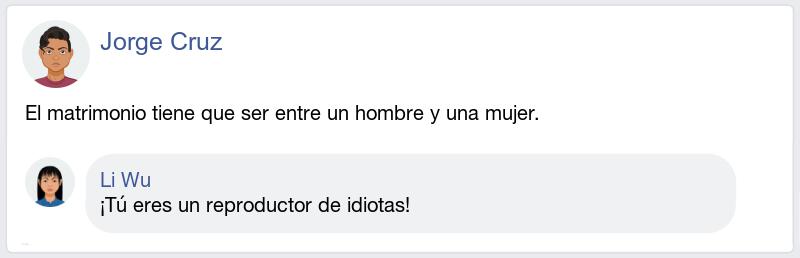 Jorge Cruz
El matrimonio tiene que ser entre un hombre y una mujer.
Li Wu
¡Tú eres un reproductor de idiotas!